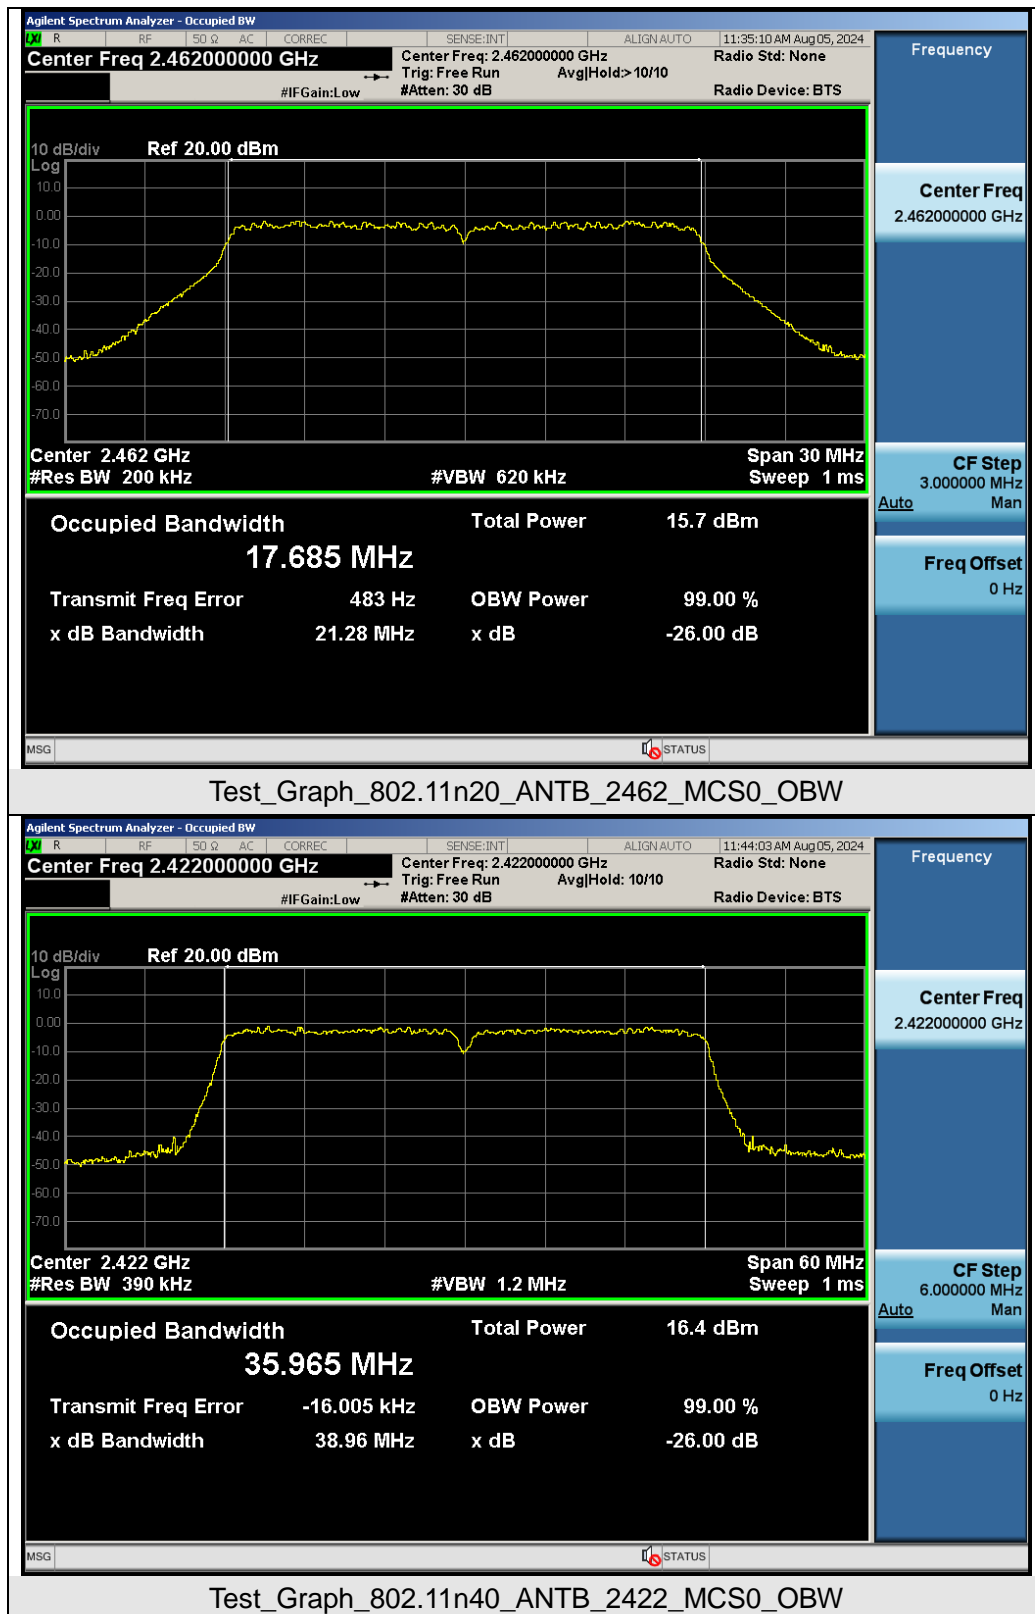 Agilent Spectrum Analyzer - Occupied BW
LXI R RF 50 Ω AC CORREC SENSE:INT ALIGN AUTO 11:35:10 AM Aug 05, 2024
Center Freq 2.462000000 GHz Center Freq: 2.462000000 GHz Radio Std: None
Trig: Free Run Avg|Hold:> 10/10
#IFGain:Low #Atten: 30 dB Radio Device: BTS
Frequency
10 dB/div Ref 20.00 dBm
Log
10.0
0.00
-10.0
-20.0
-30.0
-40.0
-50.0
-60.0
-70.0
Center Freq
2.462000000 GHz
Center 2.462 GHz Span 30 MHz
#Res BW 200 kHz #VBW 620 kHz Sweep 1 ms
CF Step
3.000000 MHz
Auto Man
Occupied Bandwidth Total Power 15.7 dBm
17.685 MHz
Transmit Freq Error 483 Hz OBW Power 99.00 %
x dB Bandwidth 21.28 MHz x dB -26.00 dB
Freq Offset
0 Hz
MSG STATUS
Test_Graph_802.11n20_ANTB_2462_MCS0_OBW
Agilent Spectrum Analyzer - Occupied BW
LXI R RF 50 Ω AC CORREC SENSE:INT ALIGN AUTO 11:44:03 AM Aug 05, 2024
Center Freq 2.422000000 GHz Center Freq: 2.422000000 GHz Radio Std: None
Trig: Free Run Avg|Hold: 10/10
#IFGain:Low #Atten: 30 dB Radio Device: BTS
Frequency
10 dB/div Ref 20.00 dBm
Log
10.0
0.00
-10.0
-20.0
-30.0
-40.0
-50.0
-60.0
-70.0
Center Freq
2.422000000 GHz
Center 2.422 GHz Span 60 MHz
#Res BW 390 kHz #VBW 1.2 MHz Sweep 1 ms
CF Step
6.000000 MHz
Auto Man
Occupied Bandwidth Total Power 16.4 dBm
35.965 MHz
Transmit Freq Error -16.005 kHz OBW Power 99.00 %
x dB Bandwidth 38.96 MHz x dB -26.00 dB
Freq Offset
0 Hz
MSG STATUS
Test_Graph_802.11n40_ANTB_2422_MCS0_OBW